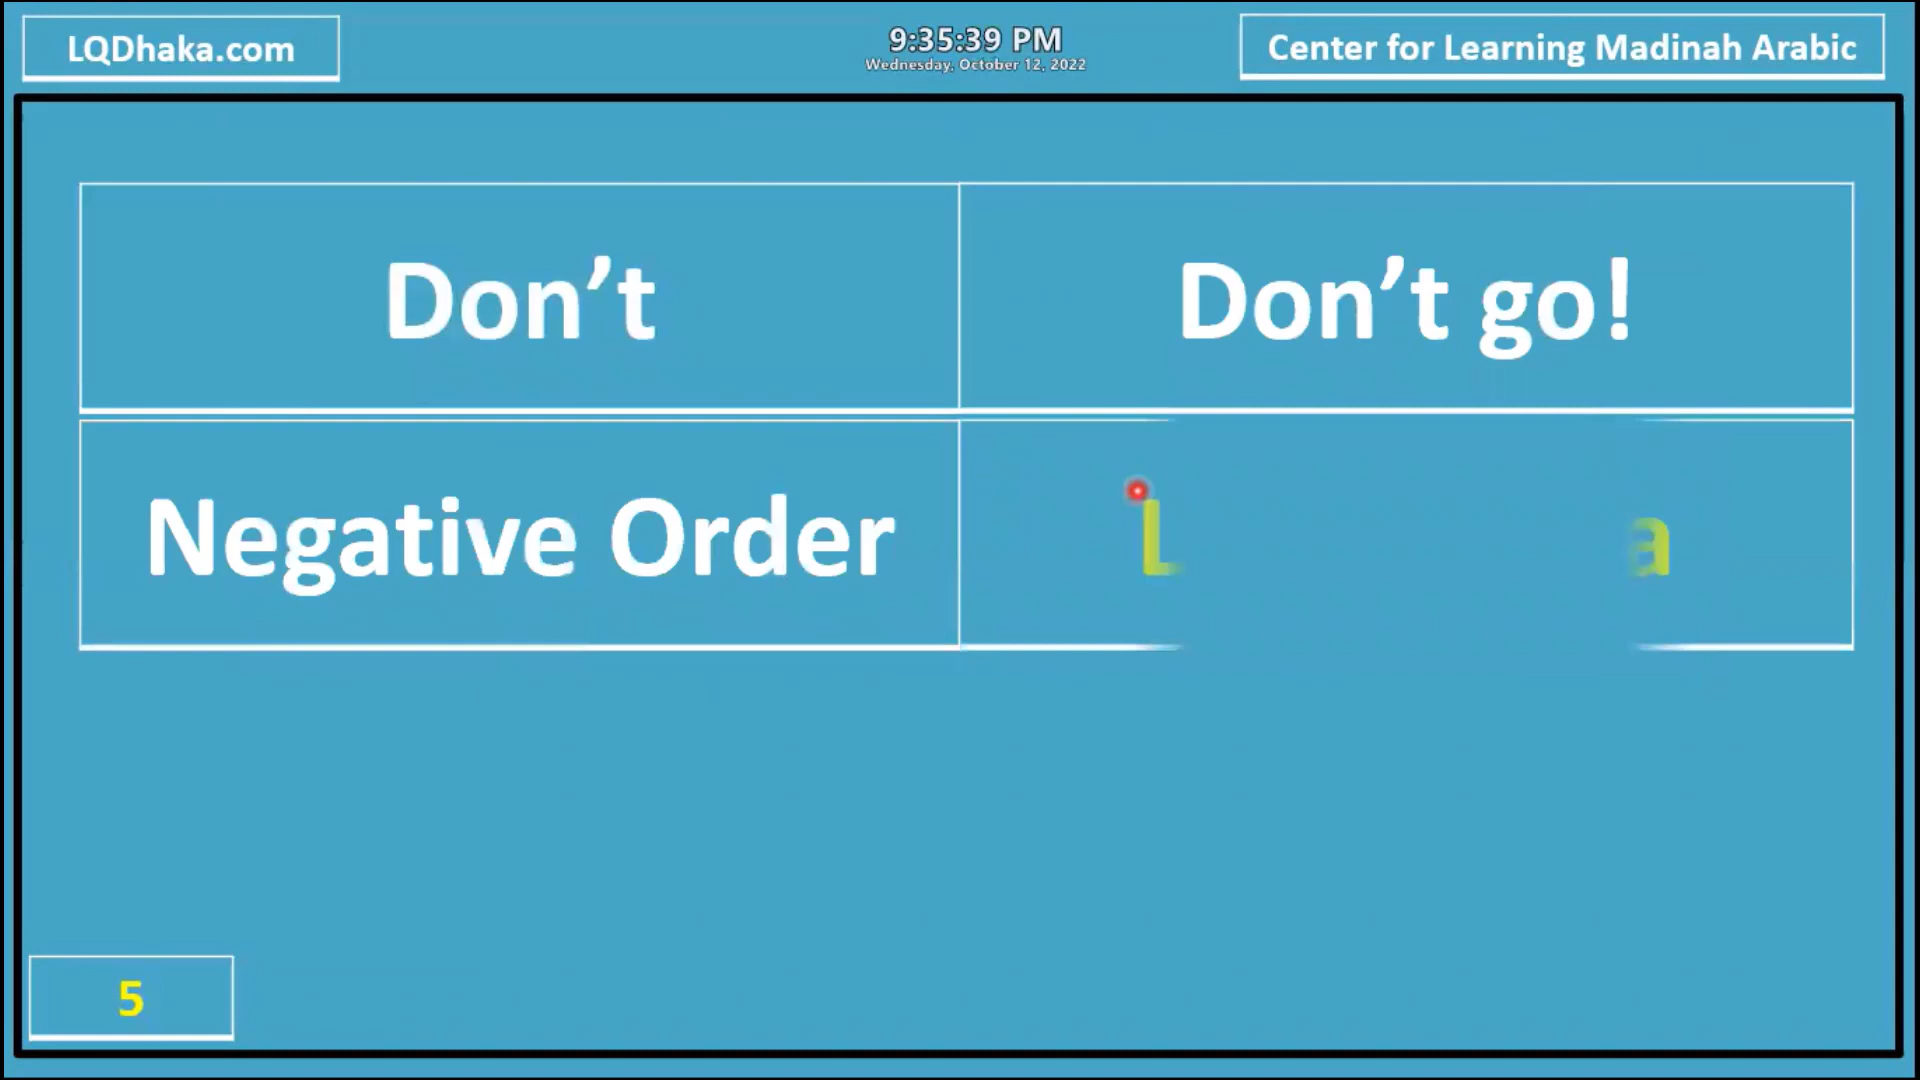 LQDhaka.com
9:35:39 PM
Wednesday, October 12, 2022
Center for Learning Madinah Arabic
Don’t
Don’t go!
Negative Order
5